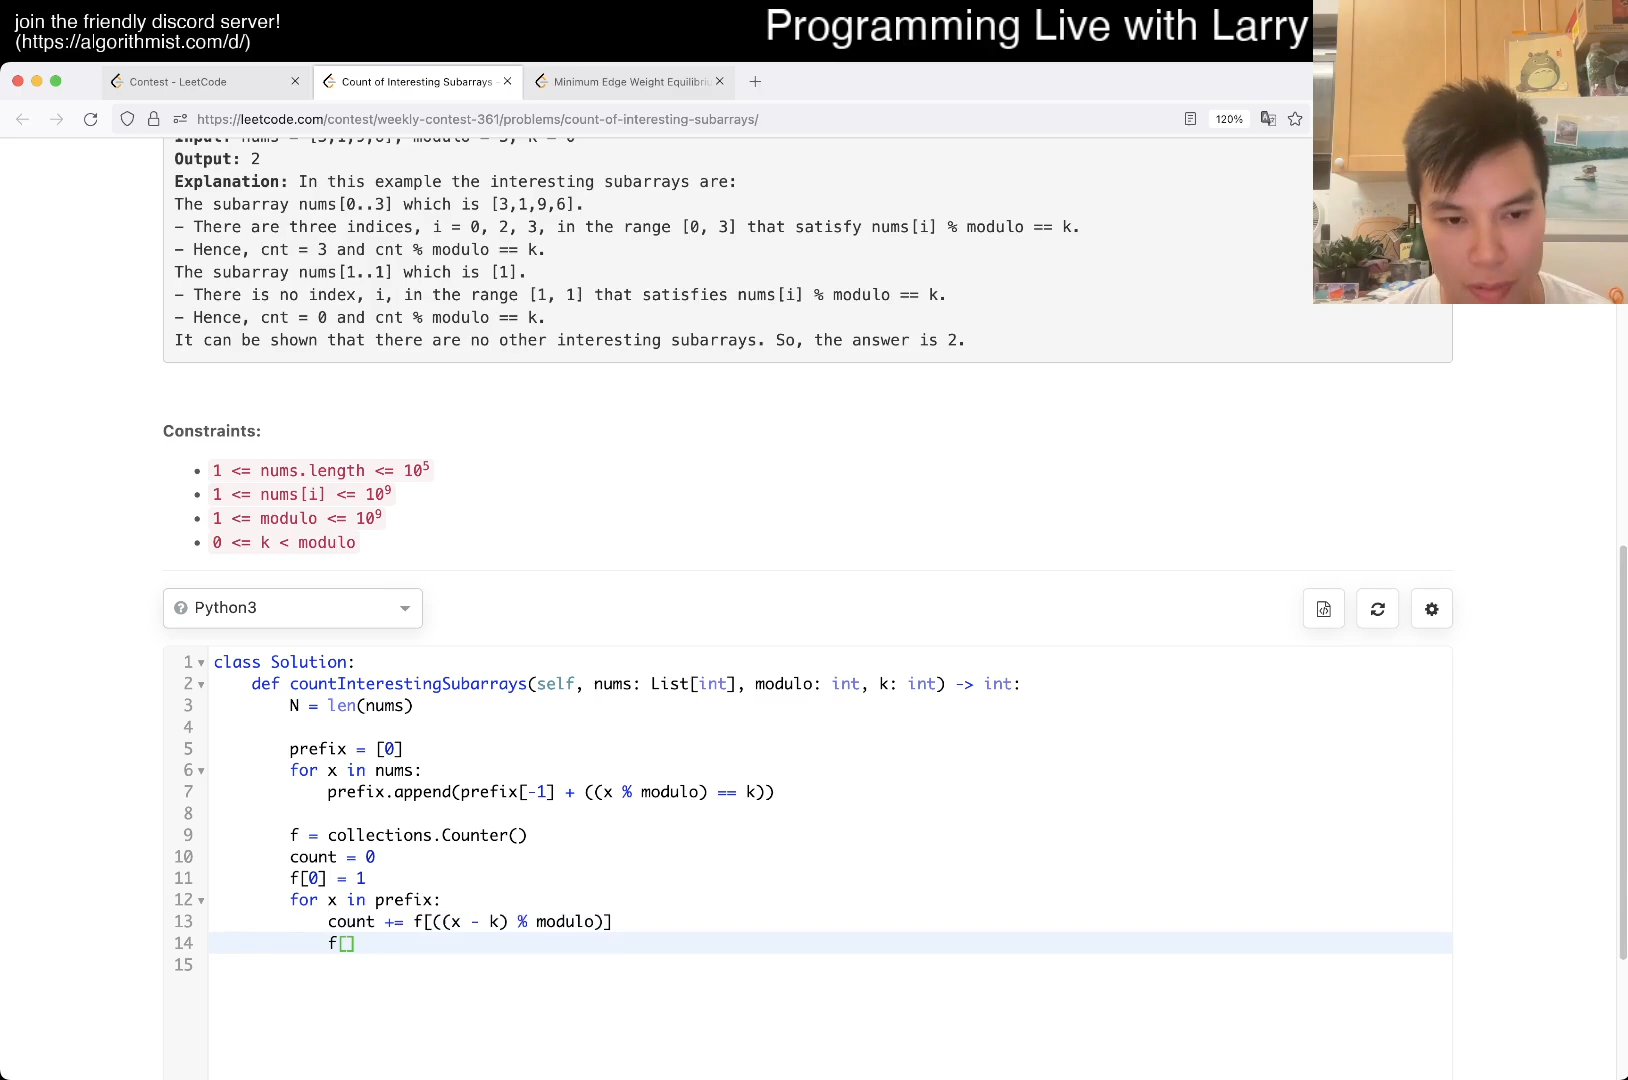 join the friendly discord server!
(https://algorithmist.com/d/)
Programming Live with Larry
Contest - LeetCode
Count of Interesting Subarrays -
Minimum Edge Weight Equilibriu
https://leetcode.com/contest/weekly-contest-361/problems/count-of-interesting-subarrays/
120%
Output: 2
Explanation: In this example the interesting subarrays are:
The subarray nums[0..3] which is [3,1,9,6].
- There are three indices, i = 0, 2, 3, in the range [0, 3] that satisfy nums[i] % modulo == k.
- Hence, cnt = 3 and cnt % modulo == k.
The subarray nums[1..1] which is [1].
- There is no index, i, in the range [1, 1] that satisfies nums[i] % modulo == k.
- Hence, cnt = 0 and cnt % modulo == k.
It can be shown that there are no other interesting subarrays. So, the answer is 2.
Constraints:
• 1 <= nums.length <= 10⁵
• 1 <= nums[i] <= 10⁹
• 1 <= modulo <= 10⁹
• 0 <= k < modulo
Python3
1 class Solution:
2 def countInterestingSubarrays(self, nums: List[int], modulo: int, k: int) -> int:
3 N = len(nums)
4
5 prefix = [0]
6 for x in nums:
7 prefix.append(prefix[-1] + ((x % modulo) == k))
8
9 f = collections.Counter()
10 count = 0
11 f[0] = 1
12 for x in prefix:
13 count += f[((x - k) % modulo)]
14 f[]
15